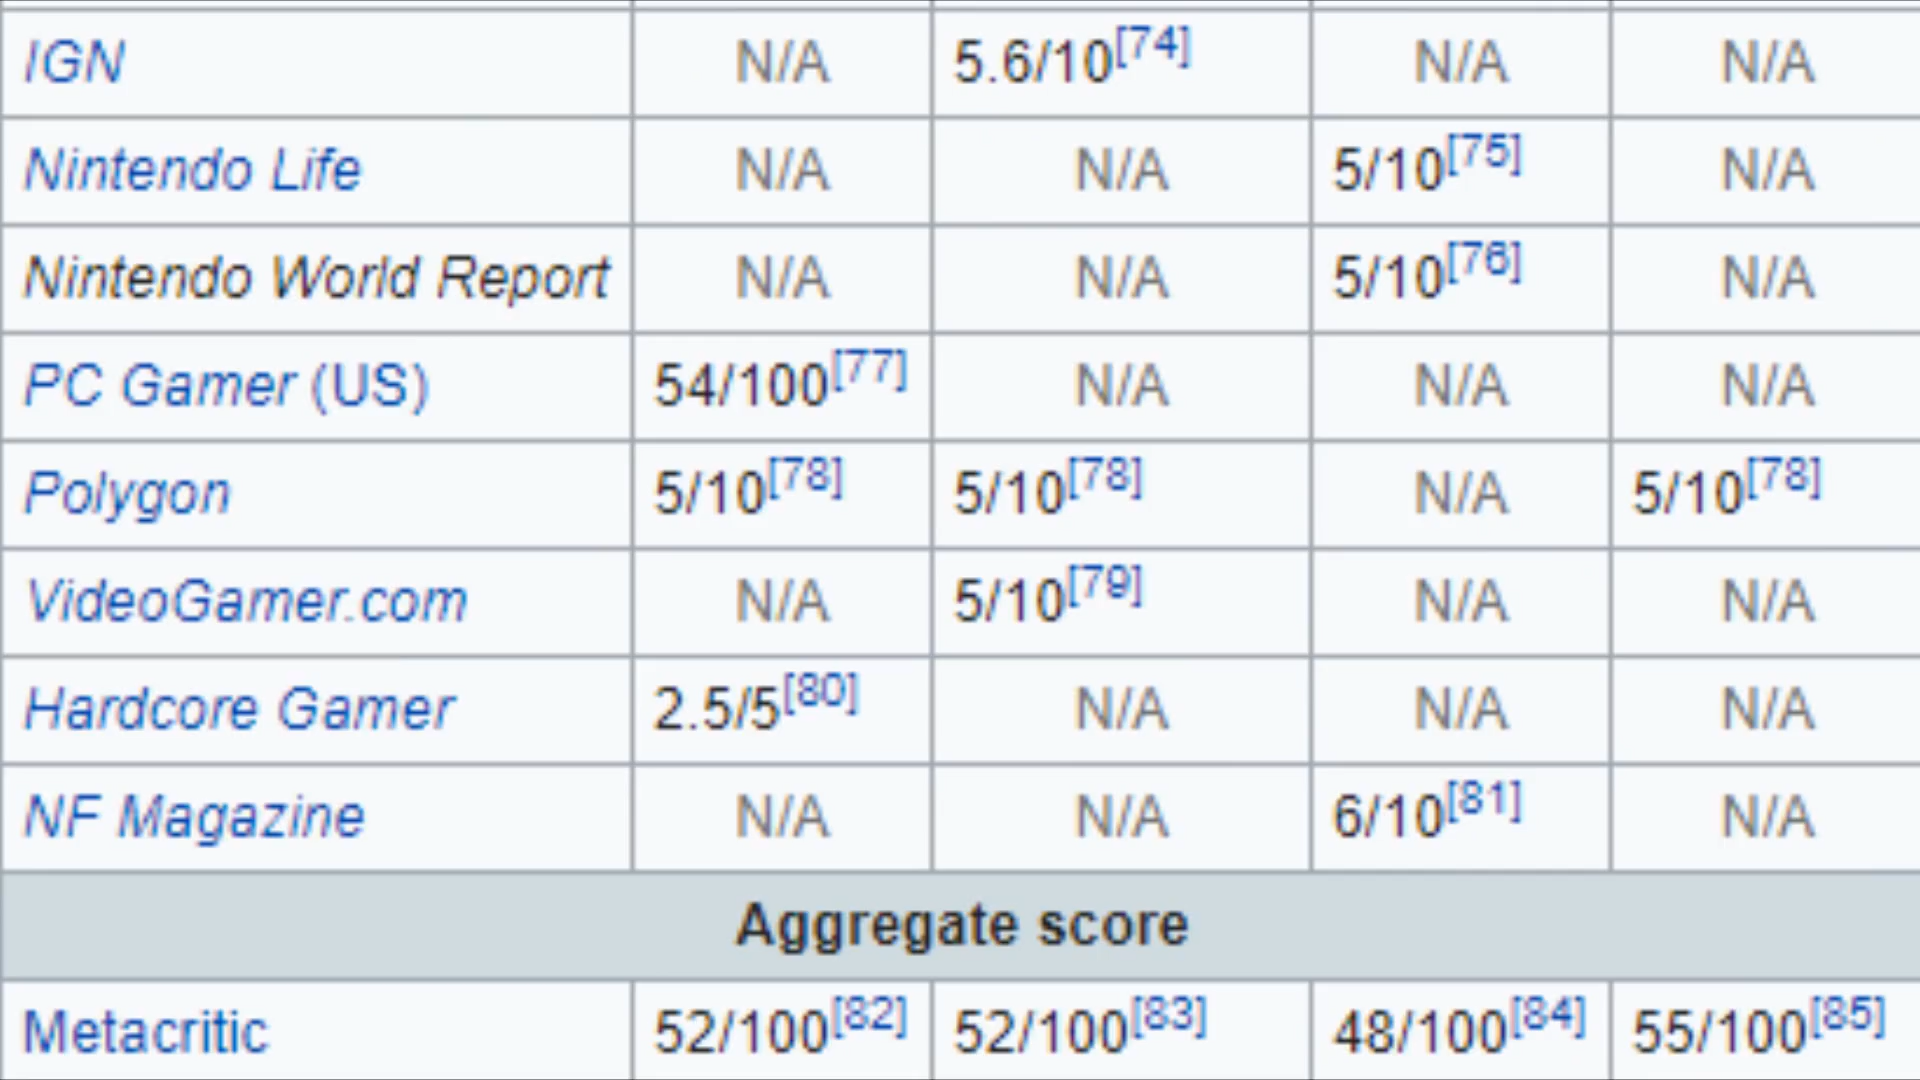 IGN N/A 5.6/10[74] N/A N/A
Nintendo Life N/A N/A 5/10[75] N/A
Nintendo World Report N/A N/A 5/10[76] N/A
PC Gamer (US) 54/100[77] N/A N/A N/A
Polygon 5/10[78] 5/10[78] N/A 5/10[78]
VideoGamer.com N/A 5/10[79] N/A N/A
Hardcore Gamer 2.5/5[80] N/A N/A N/A
NF Magazine N/A N/A 6/10[81] N/A
Aggregate score
Metacritic 52/100[82] 52/100[83] 48/100[84] 55/100[85]